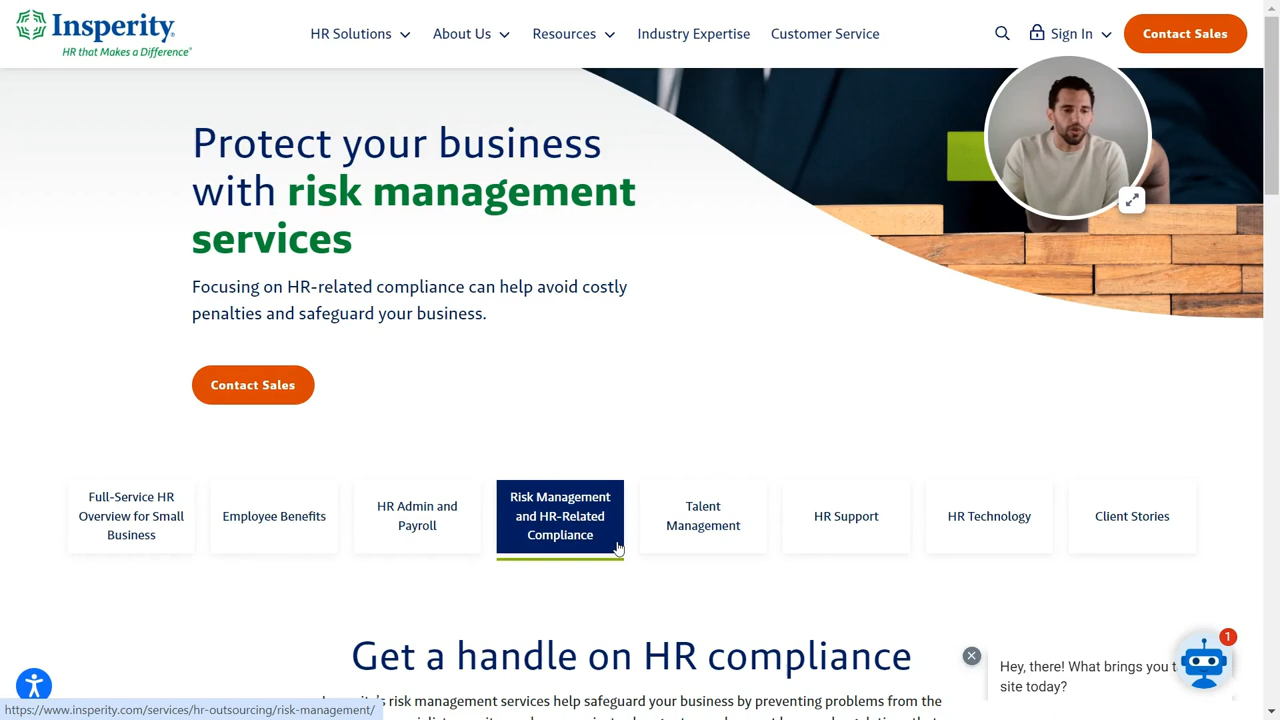 Insperity®
HR that Makes a Difference®
HR Solutions
About Us
Resources
Industry Expertise
Customer Service
Sign In
Contact Sales
Protect your business
with risk management
services
Focusing on HR-related compliance can help avoid costly
penalties and safeguard your business.
Contact Sales
Full-Service HR
Overview for Small
Business
Employee Benefits
HR Admin and
Payroll
Risk Management
and HR-Related
Compliance
Talent
Management
HR Support
HR Technology
Client Stories
Get a handle on HR compliance
risk management services help safeguard your business by preventing problems from the
1
Hey, there! What brings you
site today?
https://www.insperity.com/services/hr-outsourcing/risk-management/